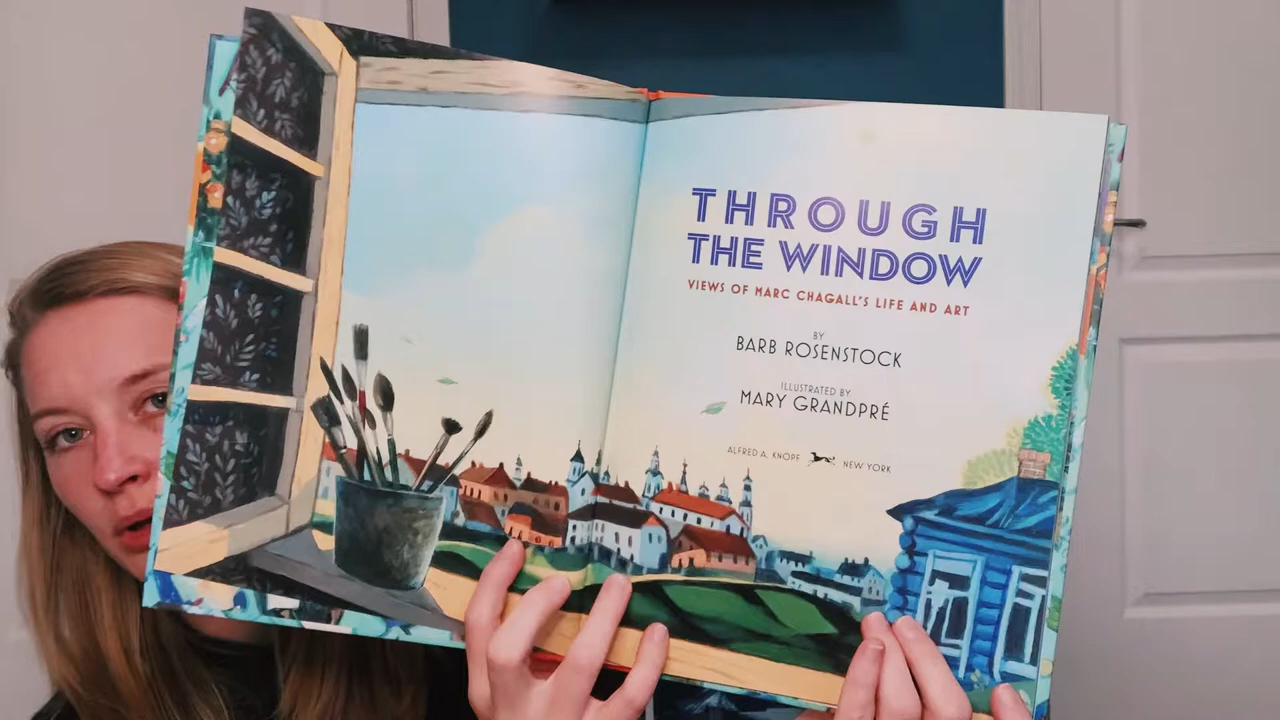 THROUGH
THE WINDOW
VIEWS OF MARC CHAGALL'S LIFE AND ART
BY
BARB ROSENSTOCK
ILLUSTRATED BY
MARY GRANDPRÉ
ALFRED A. KNOPF NEW YORK